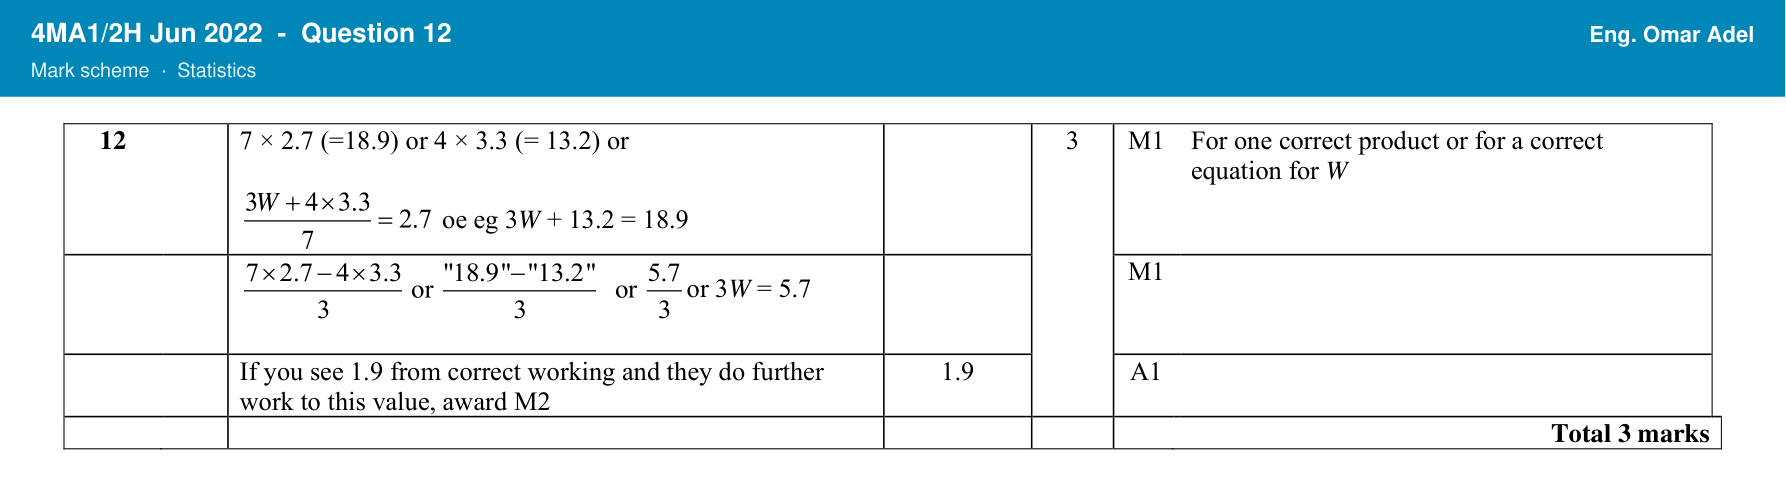 4MA1/2H Jun 2022 - Question 12
Eng. Omar Adel
Mark scheme · Statistics
12
7 × 2.7 (=18.9) or 4 × 3.3 (= 13.2) or
3
M1 For one correct product or for a correct
equation for W
3W + 4×3.3
= 2.7 oe eg 3W + 13.2 = 18.9
7
7×2.7−4×3.3 "18.9"−"13.2" 5.7
or or or 3W = 5.7
3 3 3
M1
If you see 1.9 from correct working and they do further
work to this value, award M2
1.9
A1
Total 3 marks